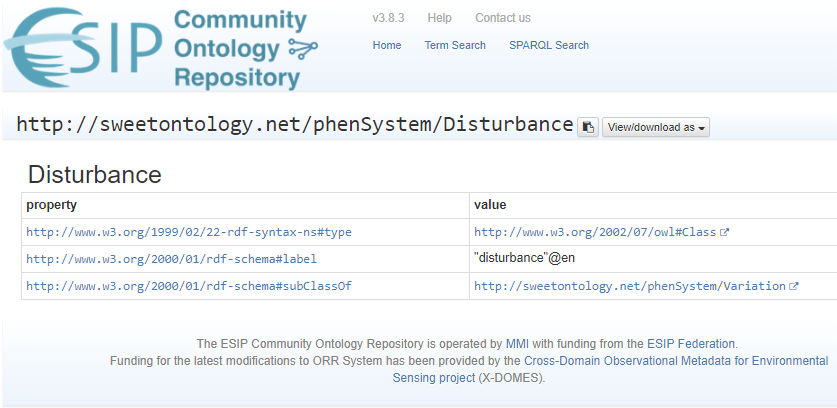 ESIP
Community
Ontology
Repository
v3.8.3 Help Contact us
Home Term Search SPARQL Search
http://sweetontology.net/phenSystem/Disturbance View/download as
Disturbance
property value
http://www.w3.org/1999/02/22-rdf-syntax-ns#type http://www.w3.org/2002/07/owl#Class
http://www.w3.org/2000/01/rdf-schema#label "disturbance"@en
http://www.w3.org/2000/01/rdf-schema#subClassOf http://sweetontology.net/phenSystem/Variation
The ESIP Community Ontology Repository is operated by MMI with funding from the ESIP Federation.
Funding for the latest modifications to ORR System has been provided by the Cross-Domain Observational Metadata for Environmental
Sensing project (X-DOMES).